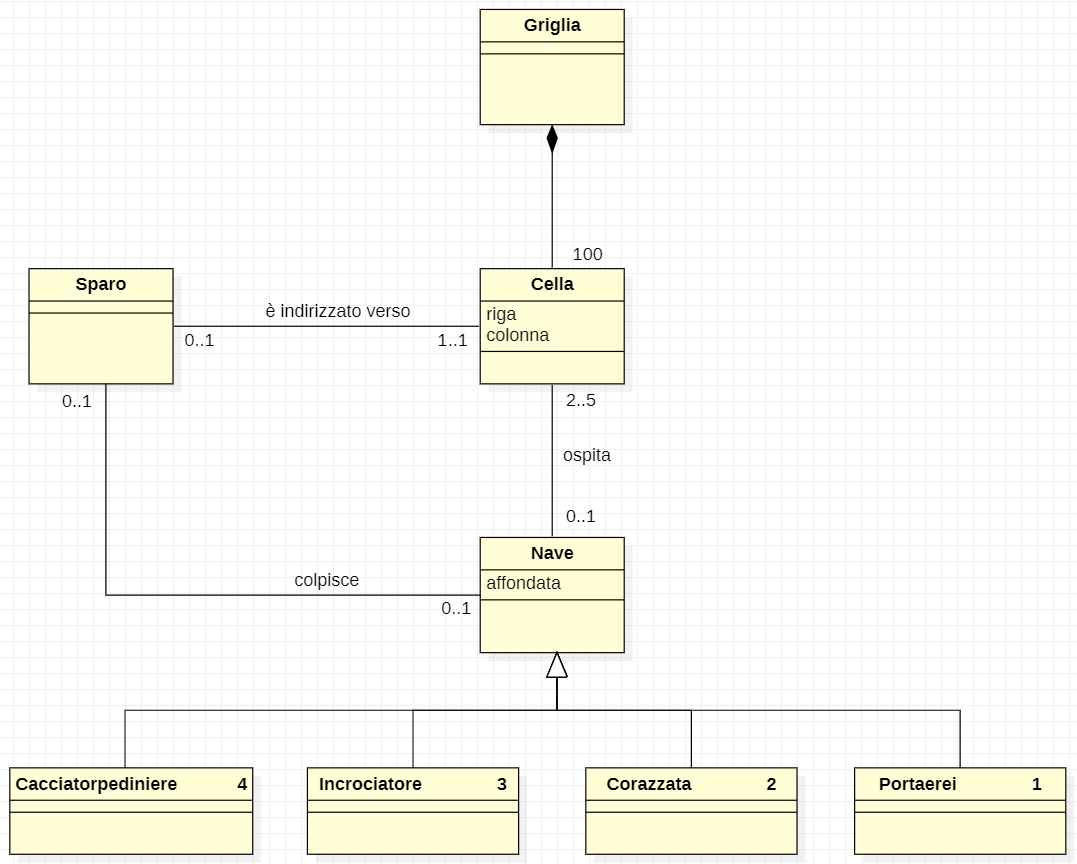 Griglia
100
Sparo
Cella
riga
colonna
è indirizzato verso
0..1
1..1
0..1
2..5
ospita
0..1
Nave
affondata
colpisce
0..1
Cacciatorpediniere 4
Incrociatore 3
Corazzata 2
Portaerei 1